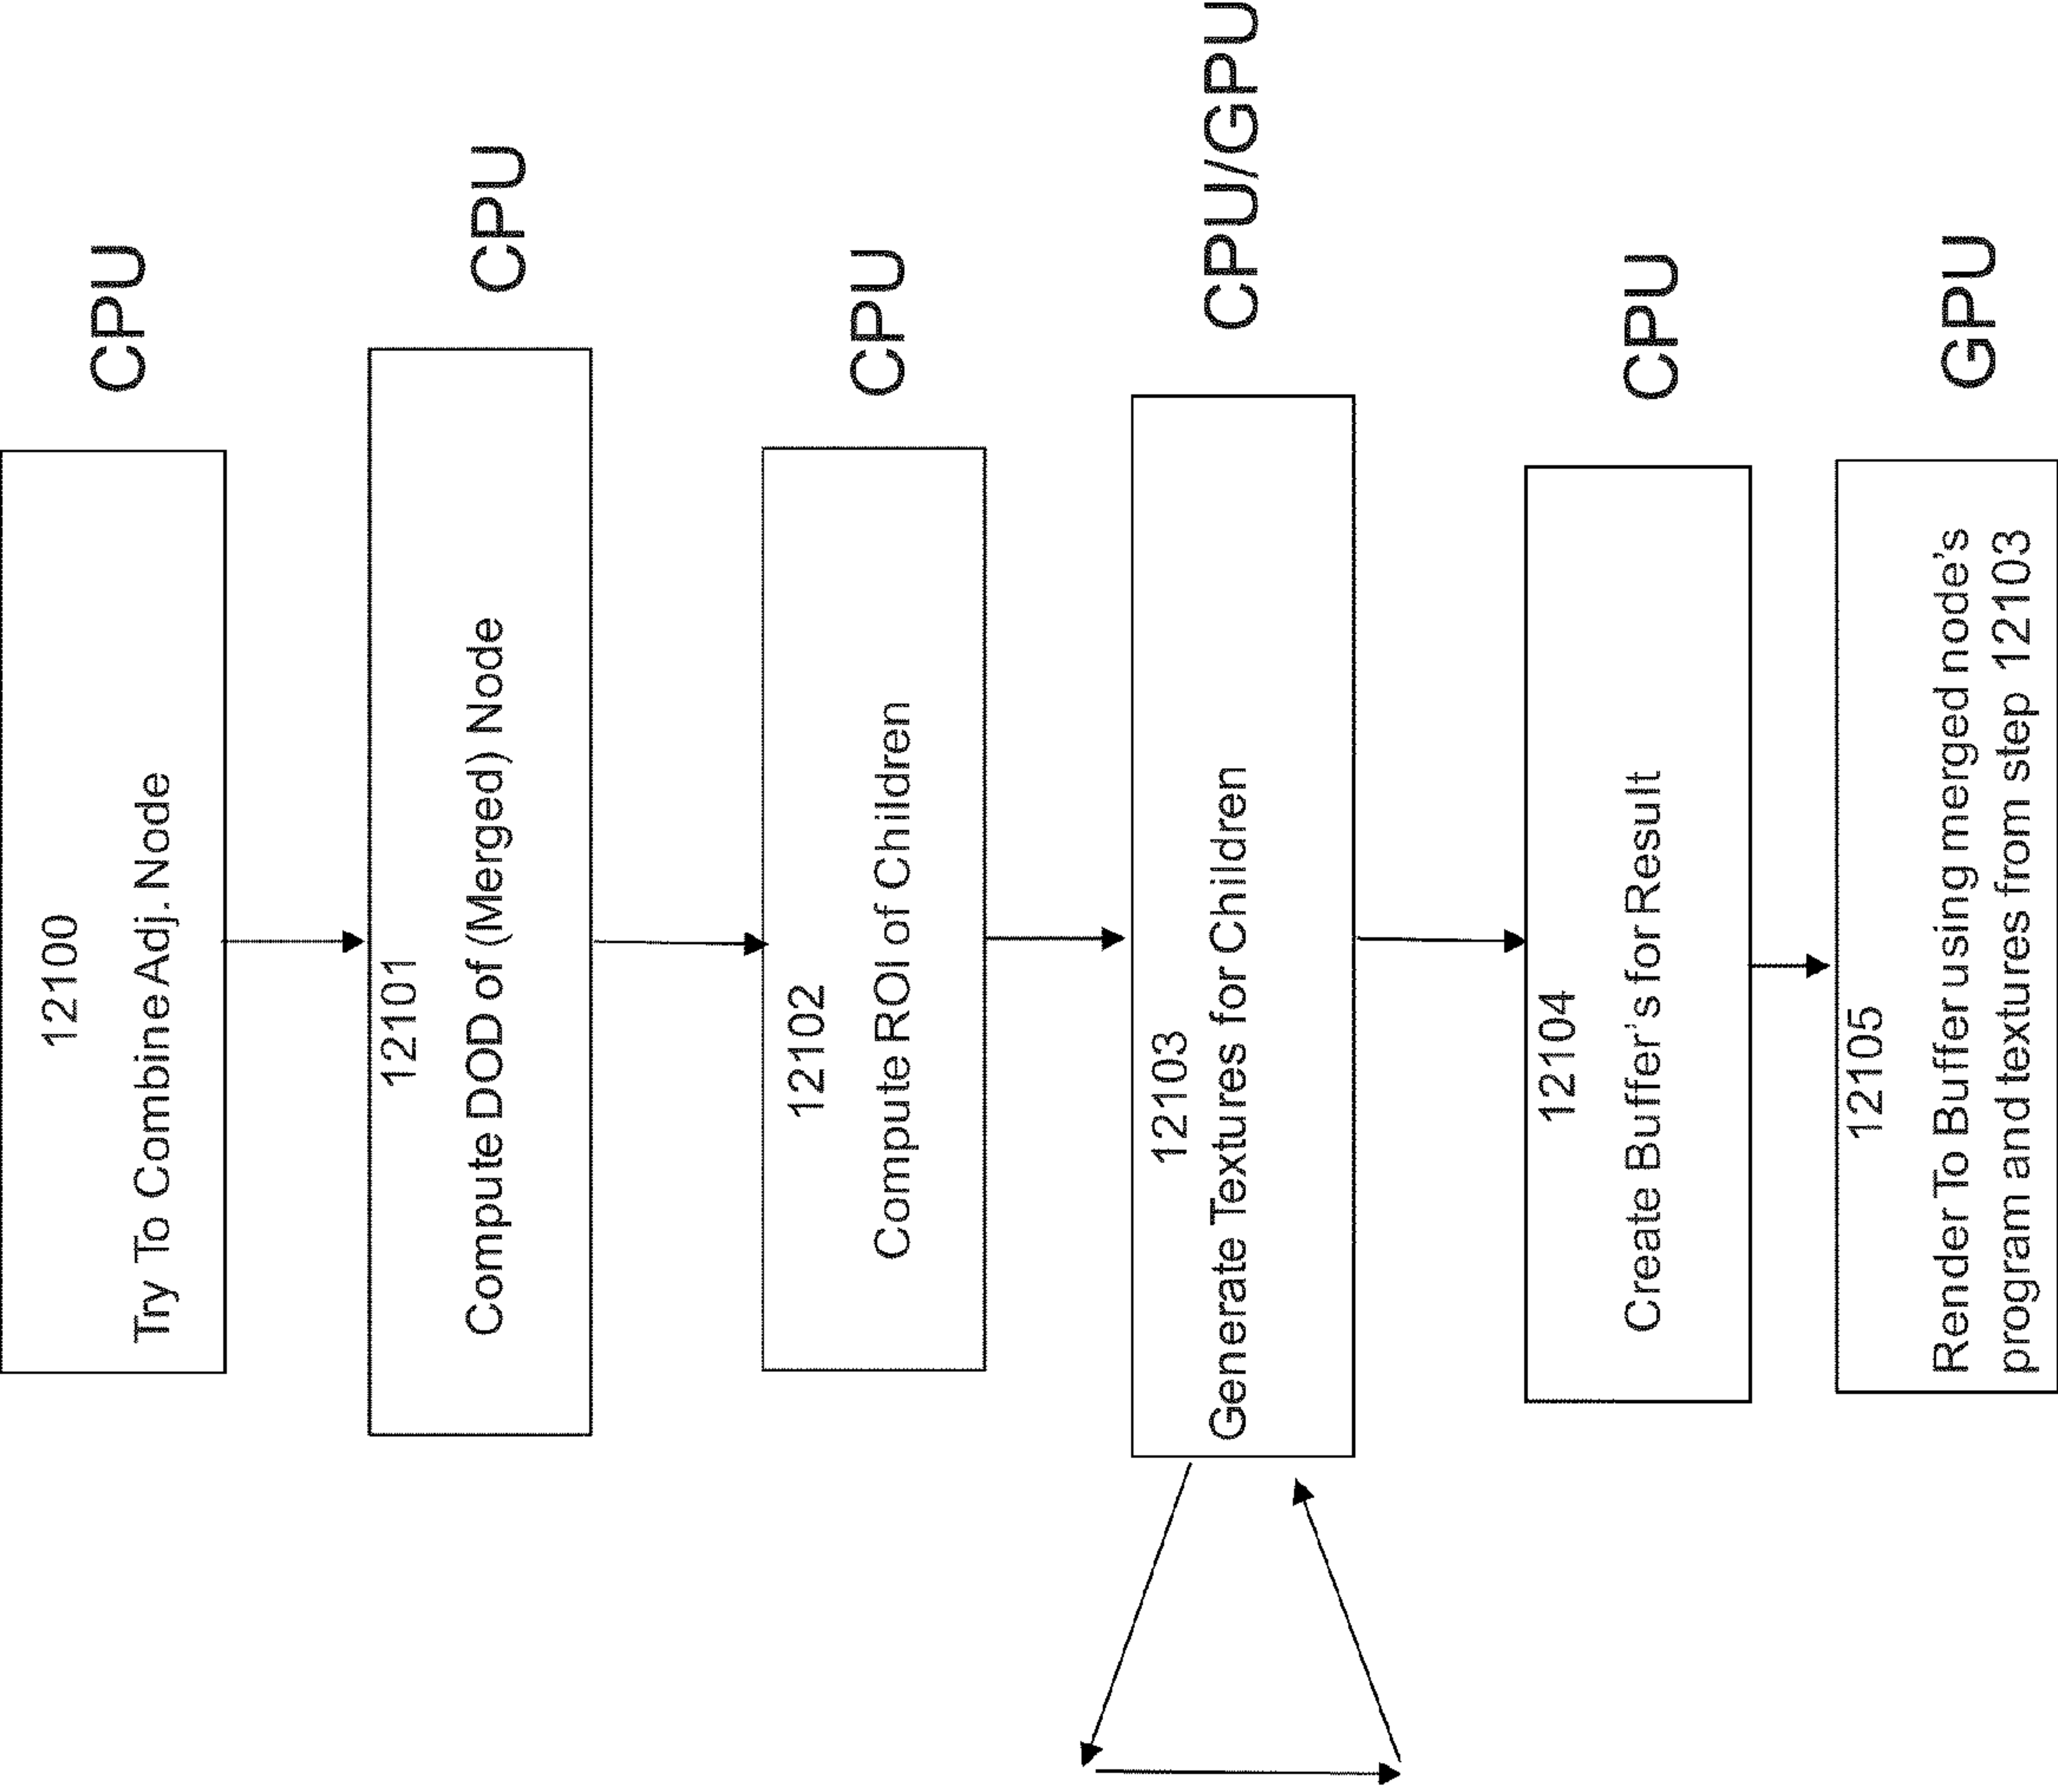 12100
Try To Combine Adj. Node
CPU
12101
Compute DOD of (Merged) Node
CPU
12102
Compute ROI of Children
CPU
12103
Generate Textures for Children
CPU/GPU
12104
Create Buffer's for Result
CPU
12105
Render To Buffer using merged node's
program and textures from step 12103
GPU